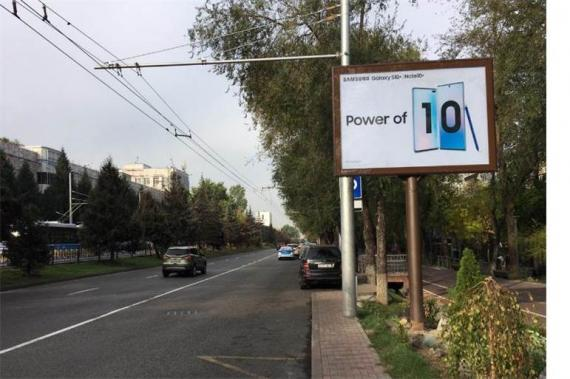 SAMSUNG Galaxy S10+ | Note10+
Power of 10